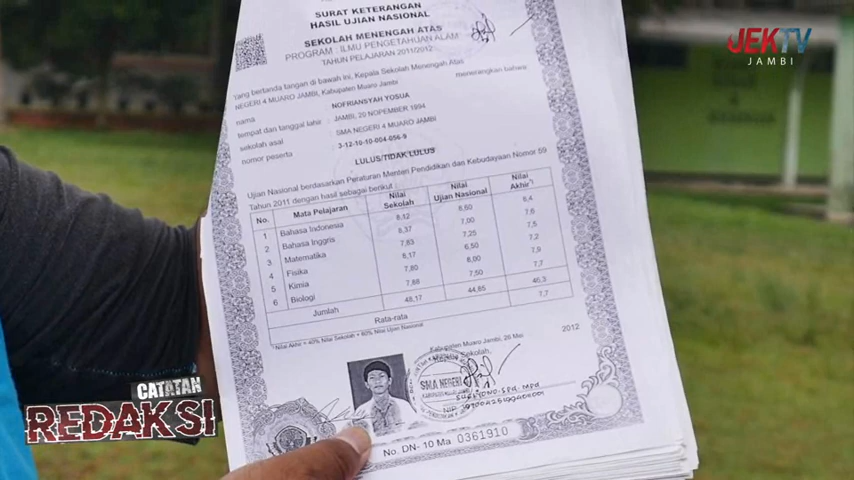 JEKTV
JAMBI
SURAT KETERANGAN
HASIL UJIAN NASIONAL
SEKOLAH MENENGAH ATAS
PROGRAM : ILMU PENGETAHUAN ALAM
TAHUN PELAJARAN 2011/2012
Yang bertanda tangan di bawah ini, Kepala Sekolah Menengah Atas
NEGERI 4 MUARO JAMBI, Kabupaten Muaro Jambi menerangkan bahwa:
nama : NOFRIANSYAH YOSUA
tempat dan tanggal lahir : JAMBI, 20 NOPEMBER 1994
sekolah asal : SMA NEGERI 4 MUARO JAMBI
nomor peserta : 3-12-10-10-004-056-9
LULUS/TIDAK LULUS
Ujian Nasional berdasarkan Peraturan Menteri Pendidikan dan Kebudayaan Nomor 59
Tahun 2011 dengan hasil sebagai berikut :
No. Mata Pelajaran Nilai Sekolah Nilai Ujian Nasional Nilai Akhir*)
1 Bahasa Indonesia 8,12 8,60 8,4
2 Bahasa Inggris 8,37 7,00 7,6
3 Matematika 7,83 7,25 7,5
4 Fisika 8,17 6,50 7,2
5 Kimia 7,80 8,00 7,9
6 Biologi 7,88 7,50 7,7
Jumlah 48,17 44,85 46,3
Rata-rata 7,7
*Nilai Akhir = 40% Nilai Sekolah + 60% Nilai Ujian Nasional
Kabupaten Muaro Jambi, 26 Mei 2012
Sekolah,
SMA NEGERI
No. DN- 10 Ma 0361910
CATATAN
REDAKSI